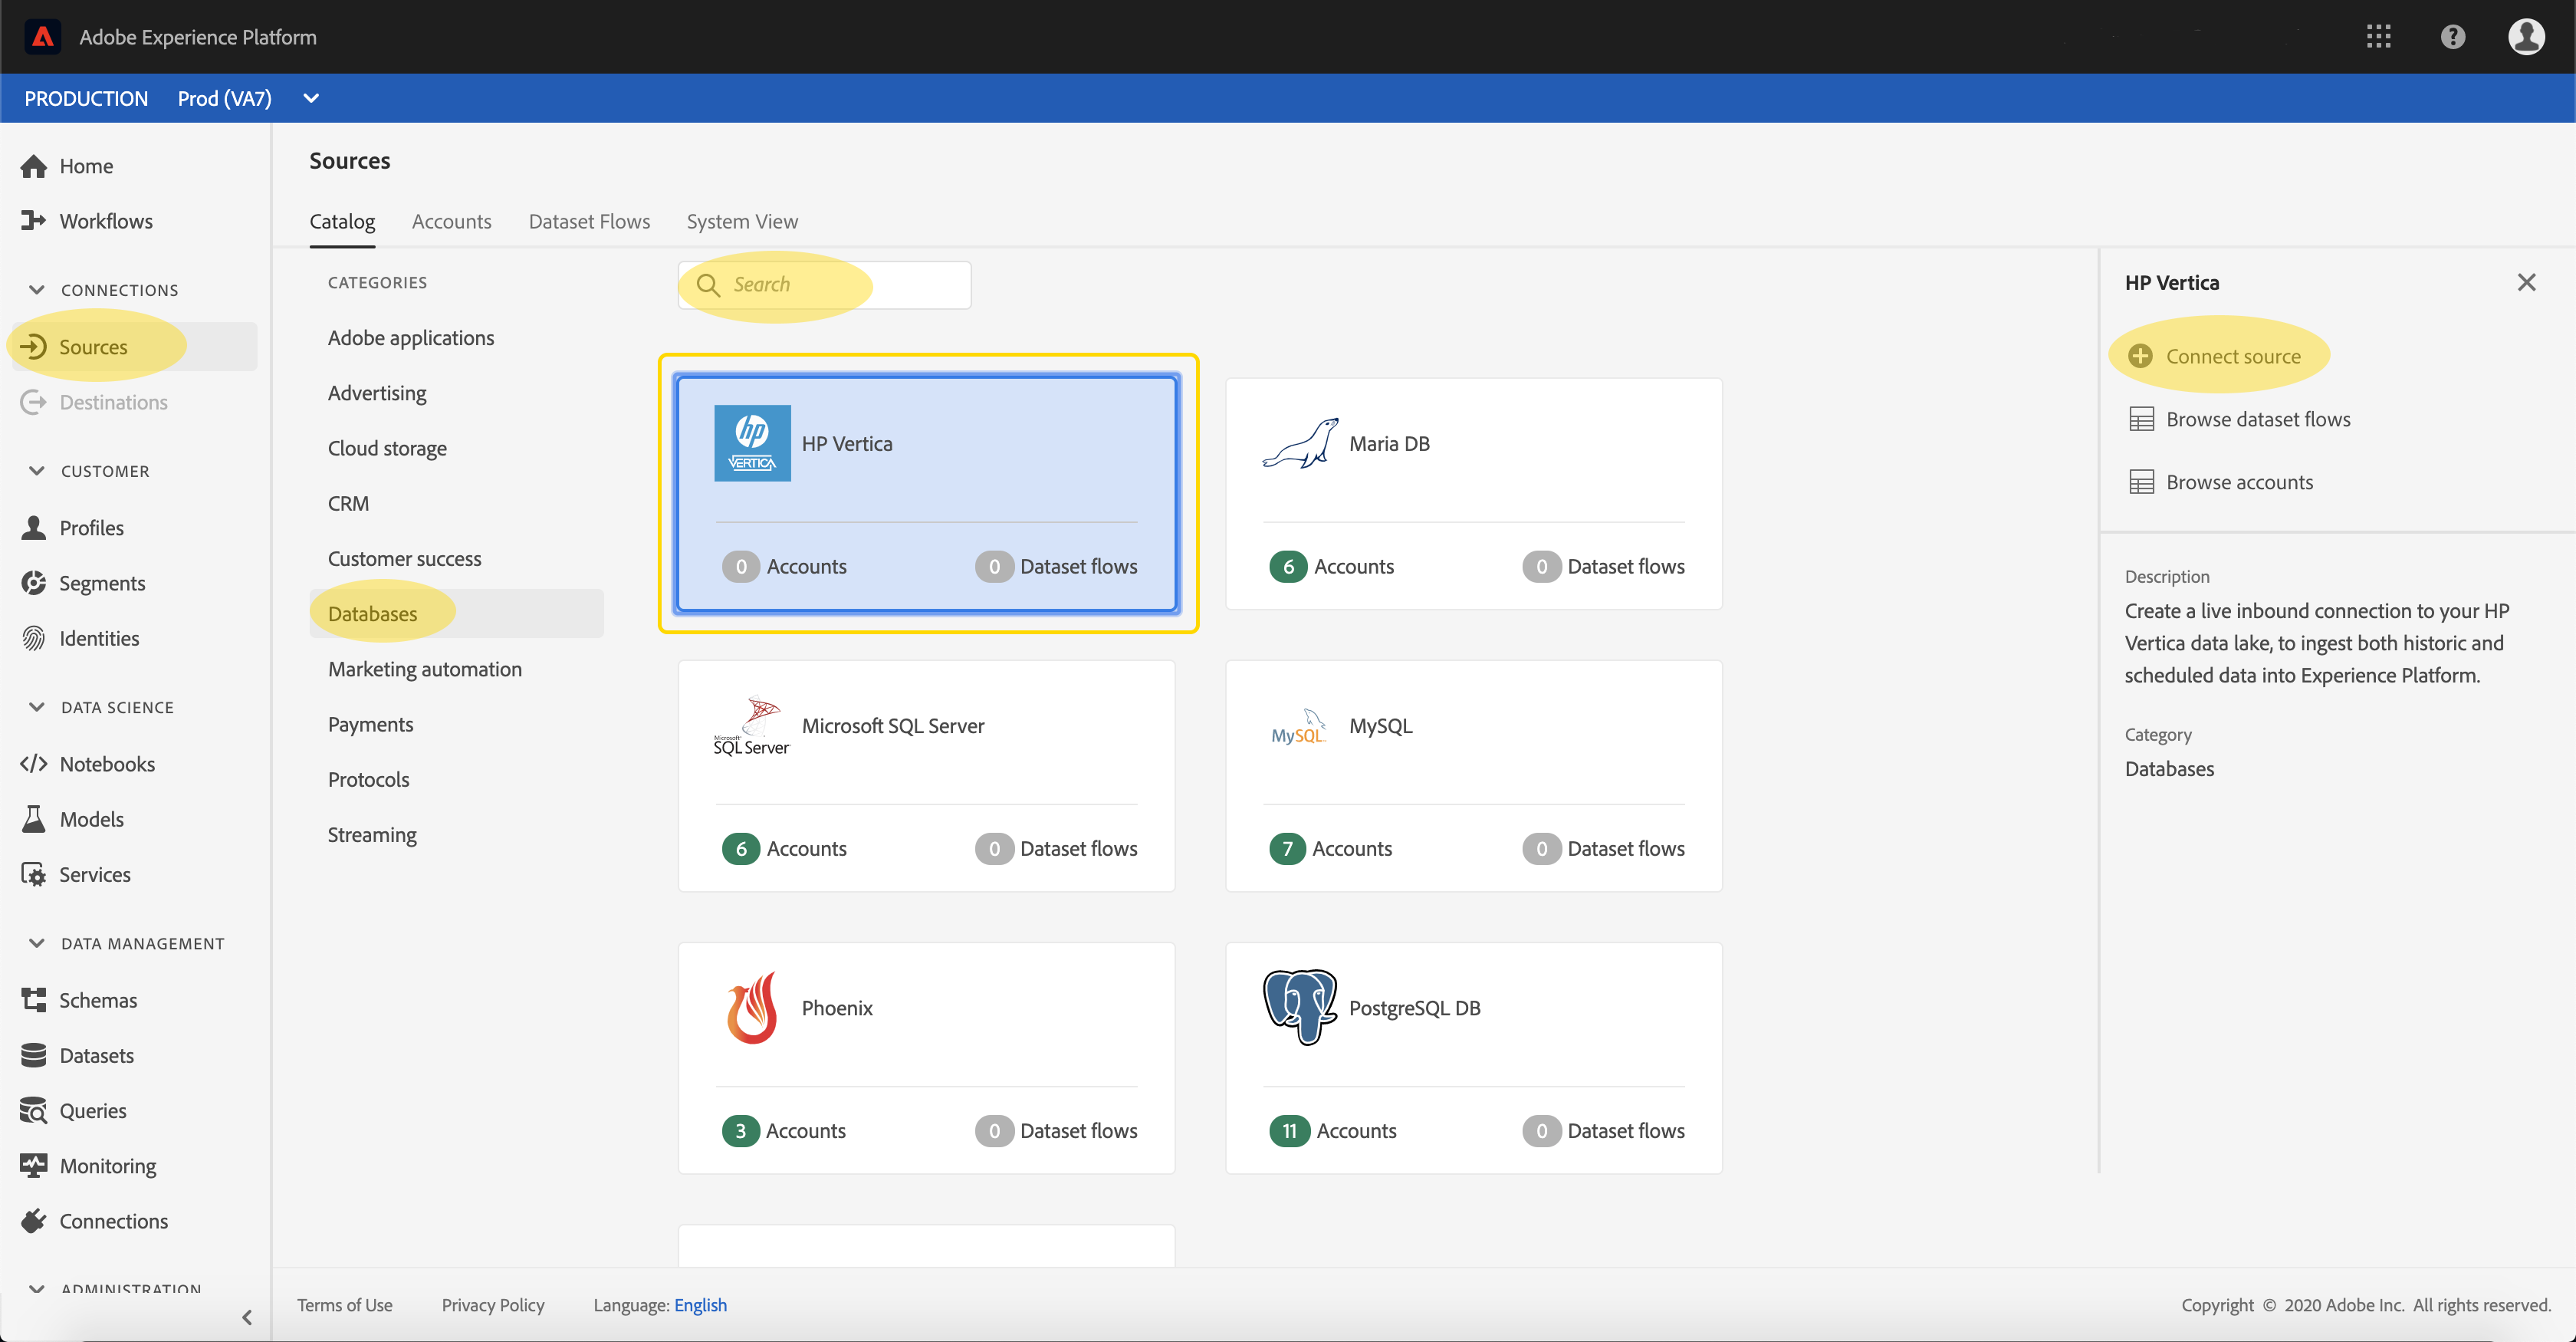 Adobe Experience Platform
PRODUCTION Prod (VA7)
Home
Workflows
CONNECTIONS
Sources
Destinations
CUSTOMER
Profiles
Segments
Identities
DATA SCIENCE
Notebooks
Models
Services
DATA MANAGEMENT
Schemas
Datasets
Queries
Monitoring
Connections
ADMINISTRATION
Sources
Catalog Accounts Dataset Flows System View
CATEGORIES
Adobe applications
Advertising
Cloud storage
CRM
Customer success
Databases
Marketing automation
Payments
Protocols
Streaming
Search
hp
VERTICA
HP Vertica
0 Accounts 0 Dataset flows
Maria DB
6 Accounts 0 Dataset flows
Microsoft
SQL Server
Microsoft SQL Server
6 Accounts 0 Dataset flows
MySQL
MySQL
7 Accounts 0 Dataset flows
Phoenix
3 Accounts 0 Dataset flows
PostgreSQL DB
11 Accounts 0 Dataset flows
HP Vertica
Connect source
Browse dataset flows
Browse accounts
Description
Create a live inbound connection to your HP
Vertica data lake, to ingest both historic and
scheduled data into Experience Platform.
Category
Databases
Terms of Use Privacy Policy Language: English
Copyright © 2020 Adobe Inc. All rights reserved.